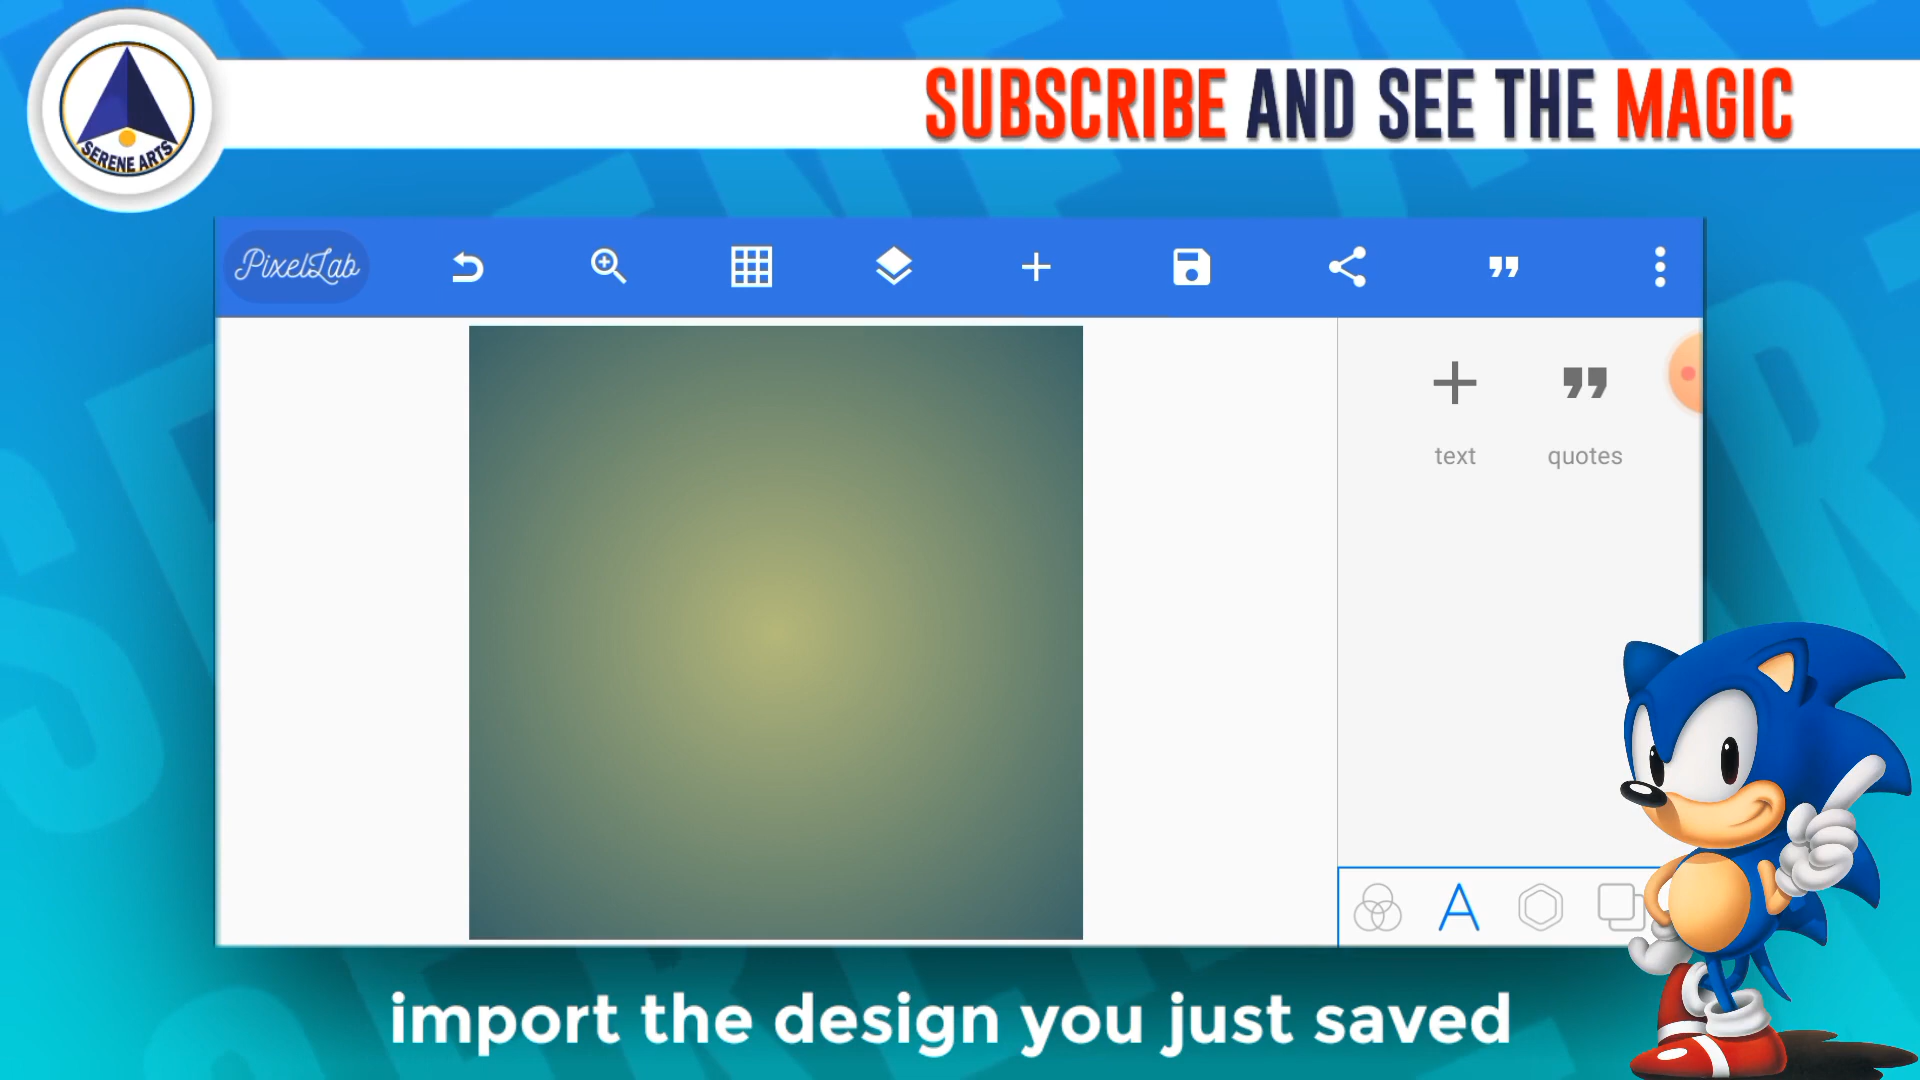 SUBSCRIBE AND SEE THE MAGIC
SERENE ARTS
PixelLab
text
quotes
import the design you just saved